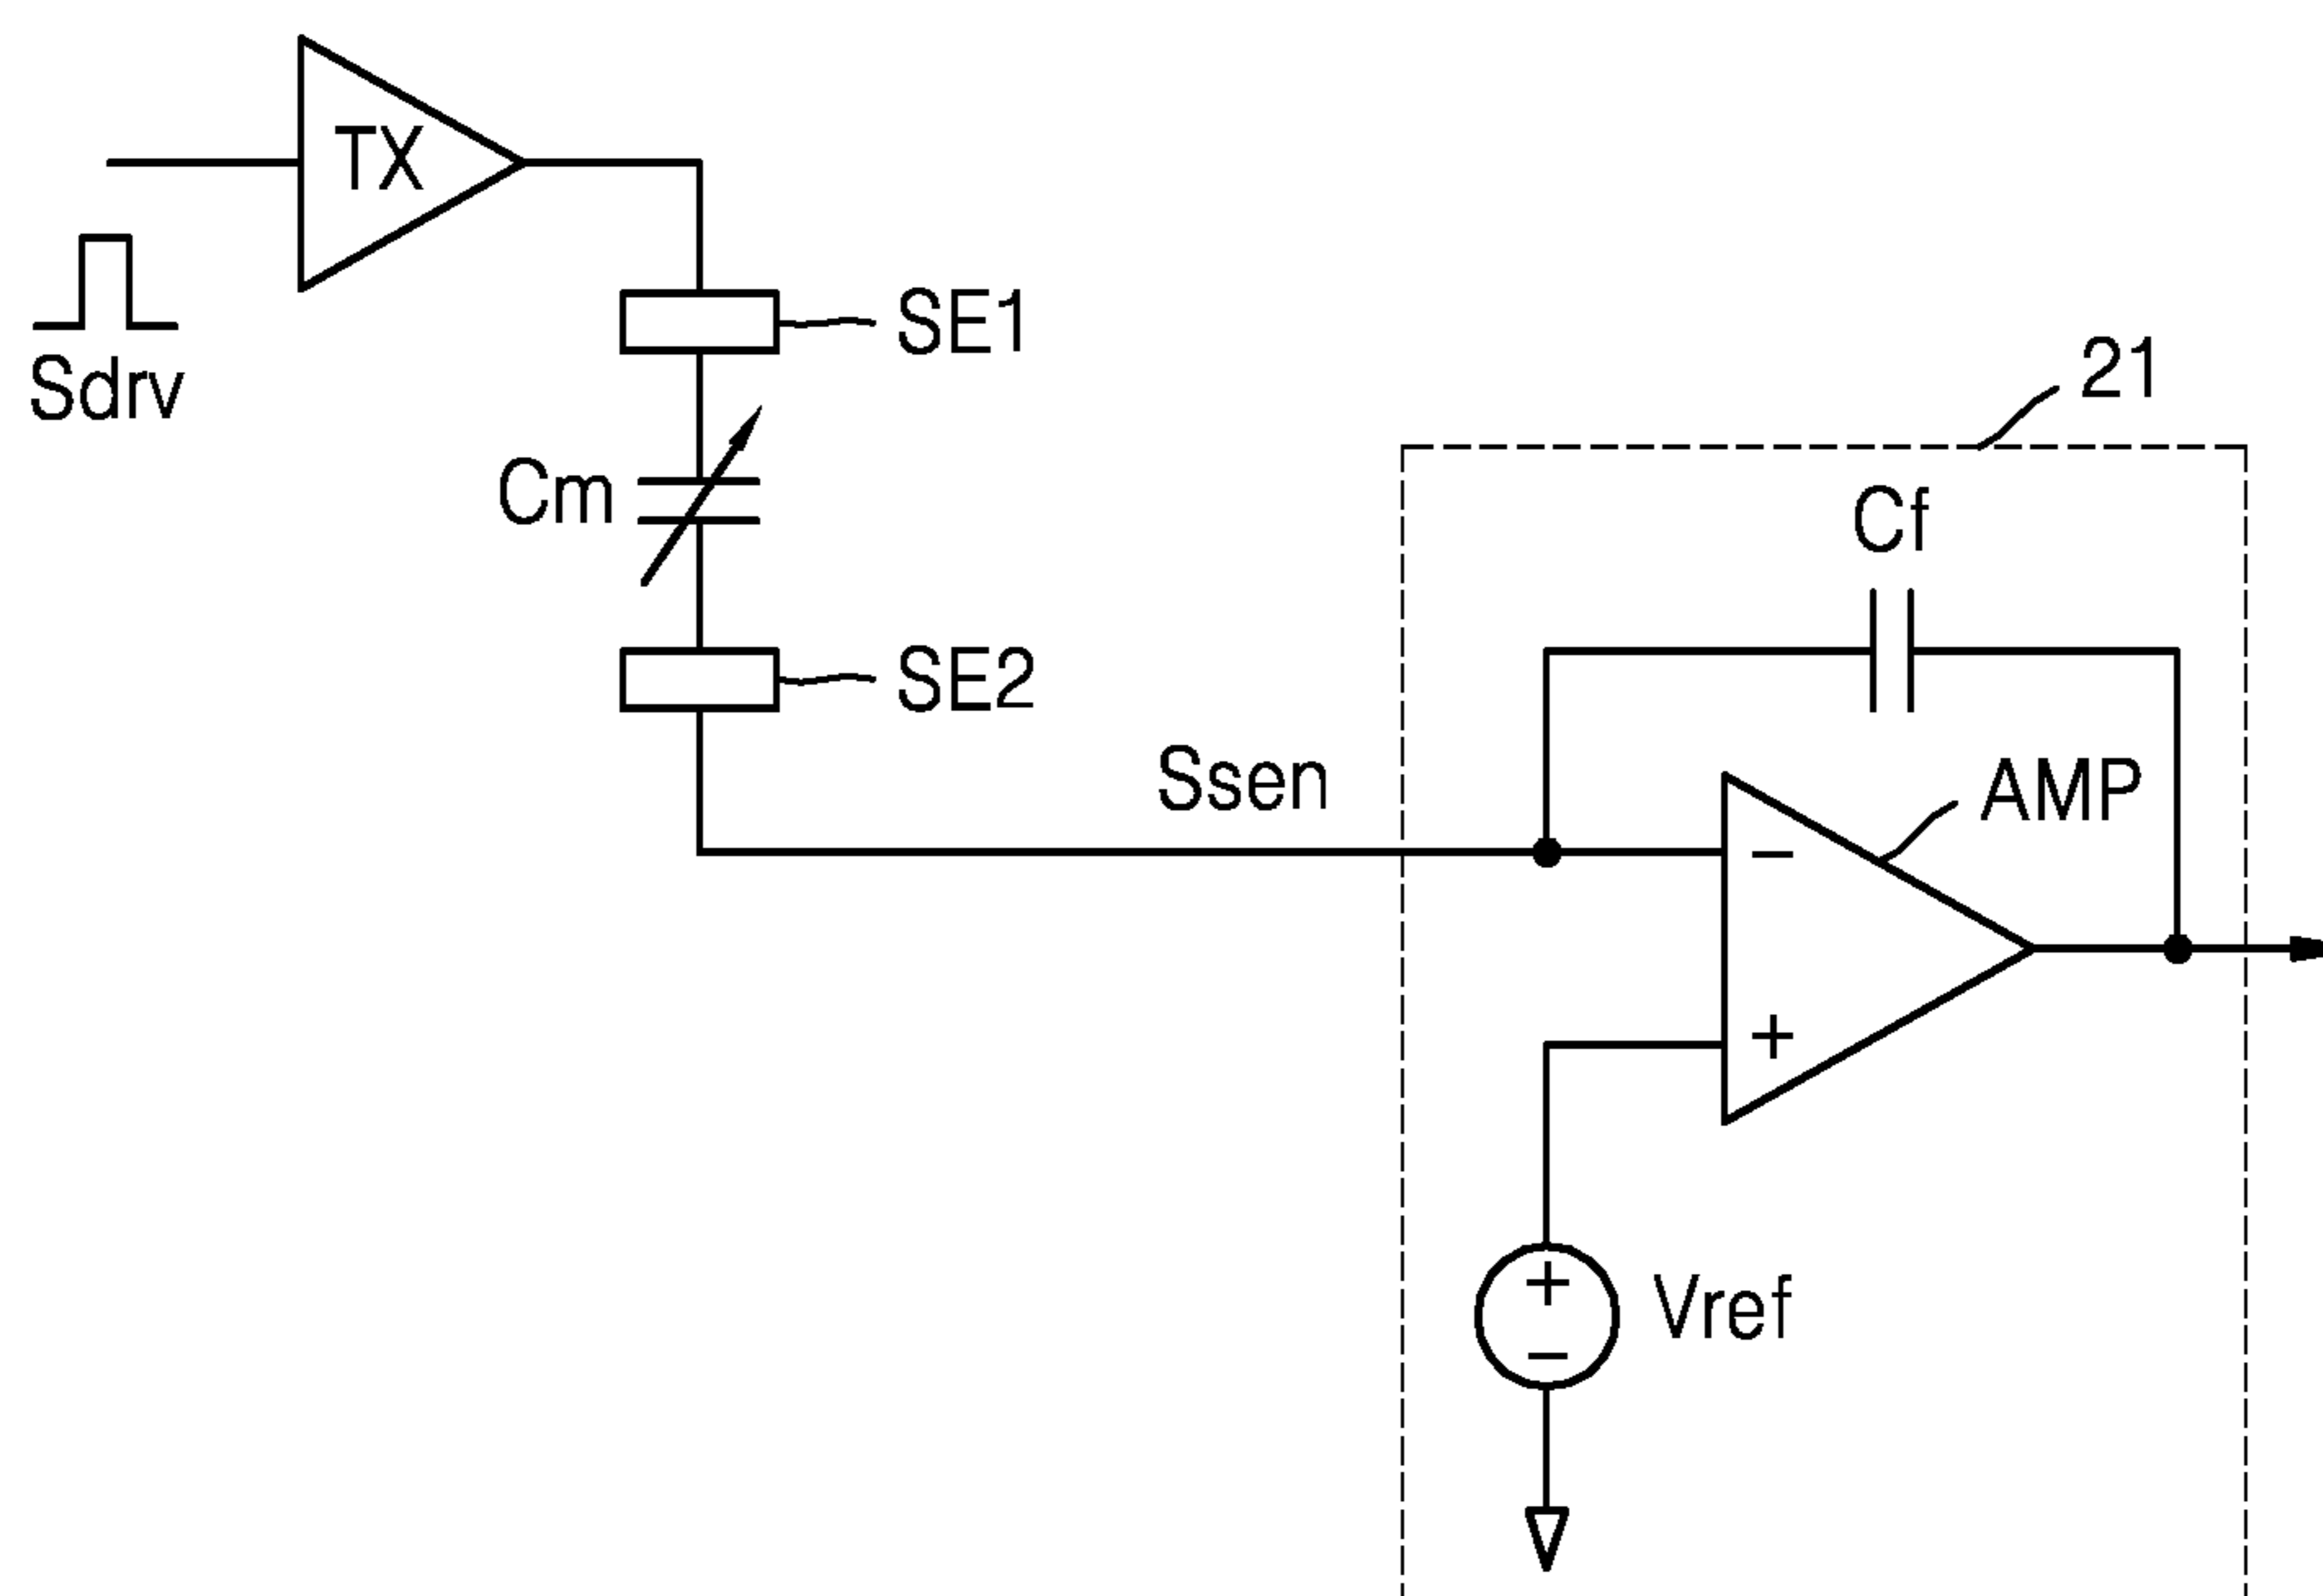 TX
Sdrv
SE1
Cm
SE2
Ssen
21
Cf
AMP
−
+
+
−
Vref